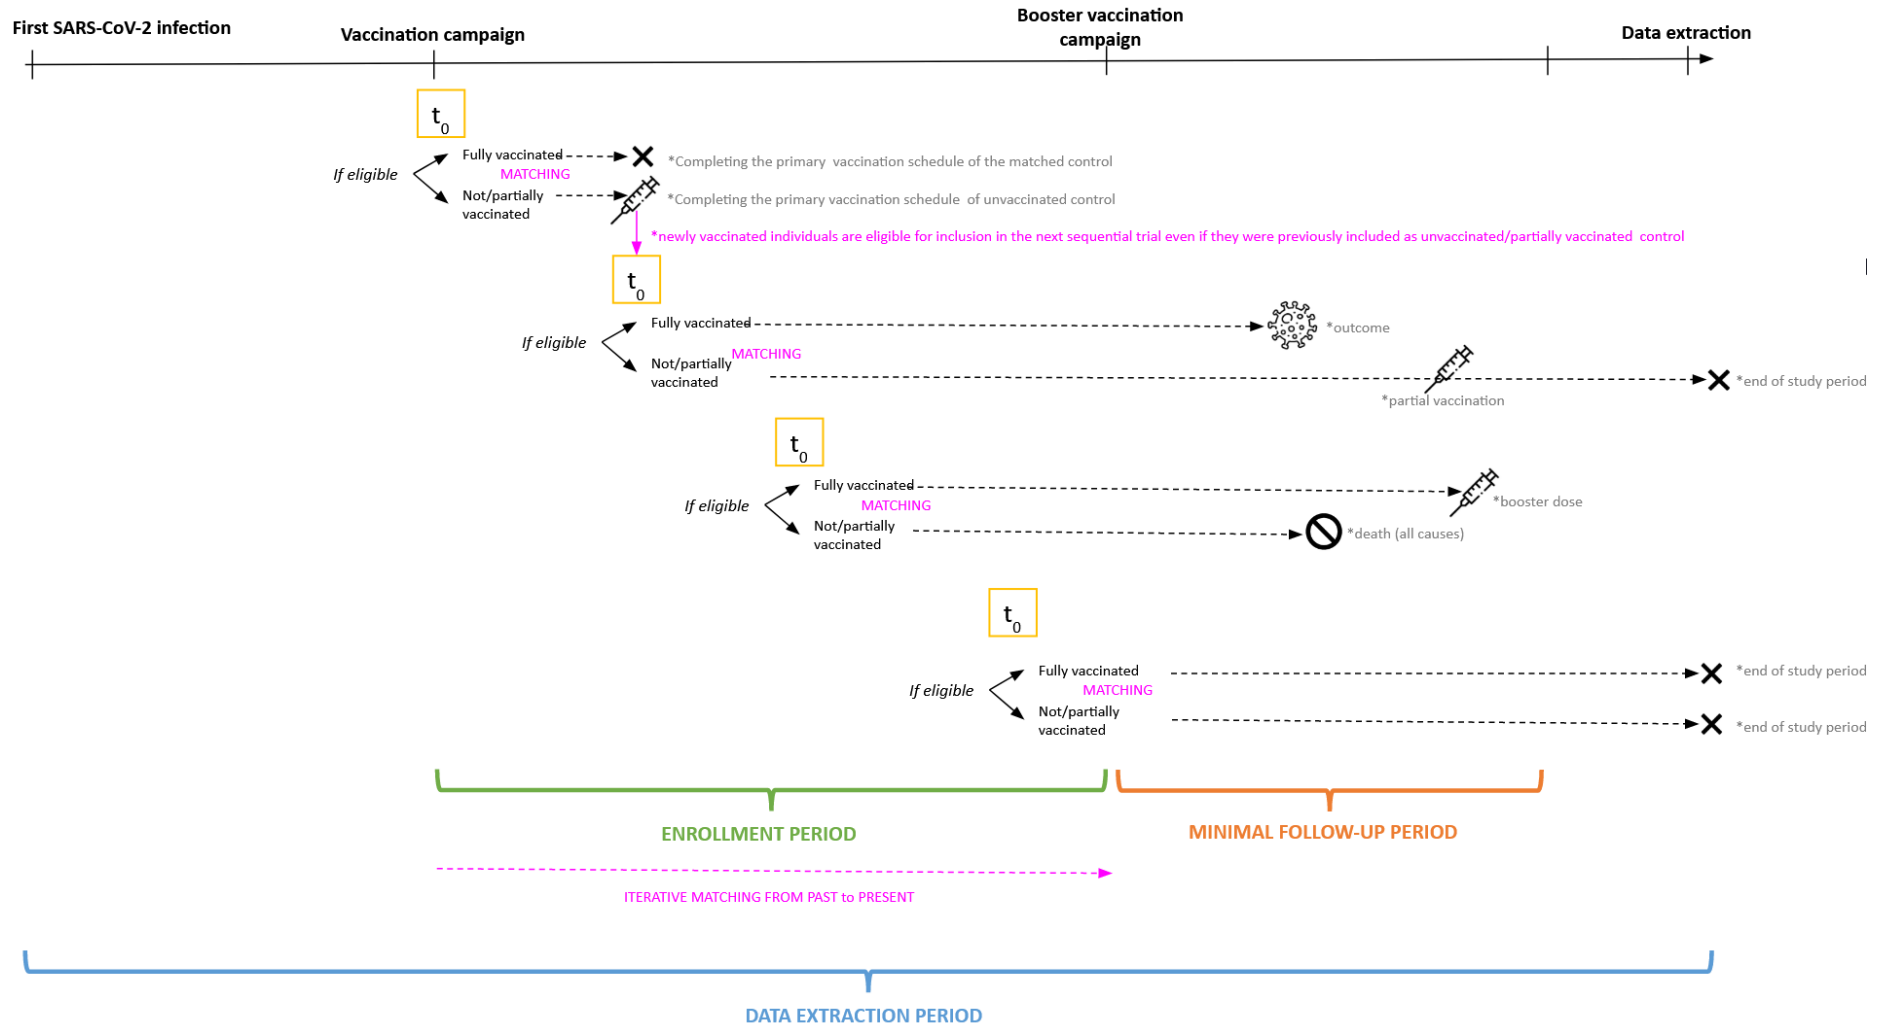 First SARS-CoV-2 infection
Vaccination campaign
Booster vaccination
campaign
Data extraction
t0
If eligible
Fully vaccinated
MATCHING
Not/partially
vaccinated
*Completing the primary vaccination schedule of the matched control
*Completing the primary vaccination schedule of unvaccinated control
*newly vaccinated individuals are eligible for inclusion in the next sequential trial even if they were previously included as unvaccinated/partially vaccinated control
t0
If eligible
Fully vaccinated
MATCHING
Not/partially
vaccinated
*outcome
*partial vaccination
*end of study period
t0
If eligible
Fully vaccinated
MATCHING
Not/partially
vaccinated
*booster dose
*death (all causes)
t0
If eligible
Fully vaccinated
MATCHING
Not/partially
vaccinated
*end of study period
*end of study period
ENROLLMENT PERIOD
MINIMAL FOLLOW-UP PERIOD
ITERATIVE MATCHING FROM PAST to PRESENT
DATA EXTRACTION PERIOD